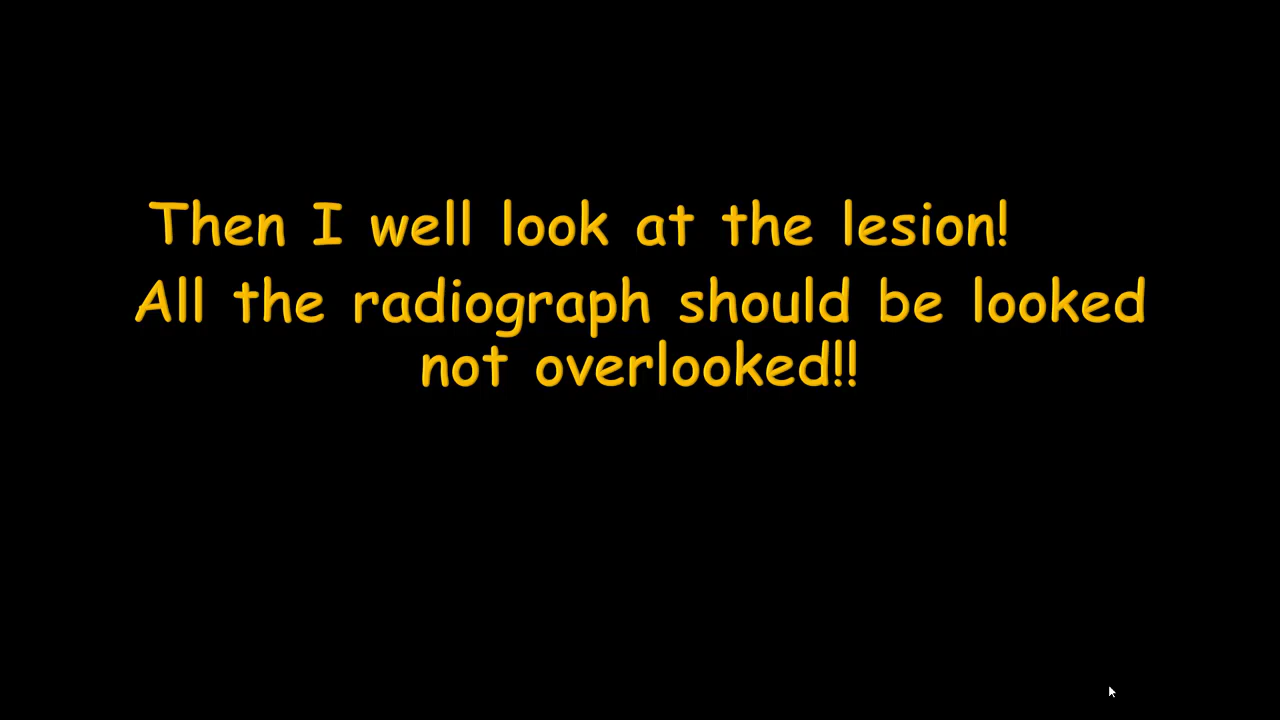 Then I well look at the lesion!
All the radiograph should be looked
not overlooked!!